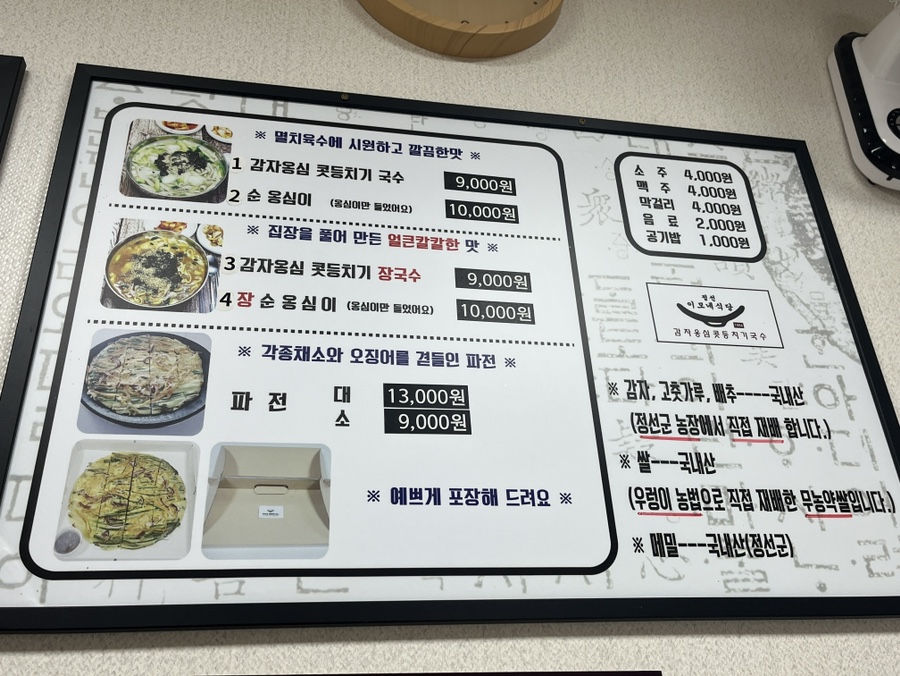 ※ 멸치육수에 시원하고 깔끔한맛 ※
1 감자옹심 콧등치기 국수 9,000원
2 순 옹심이 (옹심이만 들었어요) 10,000원
※ 집장을 풀어 만든 얼큰칼칼한 맛 ※
3 감자옹심 콧등치기 장국수 9,000원
4 장 순 옹심이 (옹심이만 들었어요) 10,000원
※ 각종채소와 오징어를 곁들인 파전 ※
파 전 대 13,000원
소 9,000원
※ 예쁘게 포장해 드려요 ※
소 주 4,000원
맥 주 4,000원
막걸리 4,000원
음 료 2,000원
공기밥 1,000원
정선
이모네식당
감자옹심콧등치기국수
※ 감자, 고춧가루, 배추----국내산
(정선군 농장에서 직접 재배 합니다.)
※ 쌀---국내산
(우렁이 농법으로 직접 재배한 무농약쌀입니다.)
※ 메밀----국내산(정선군)